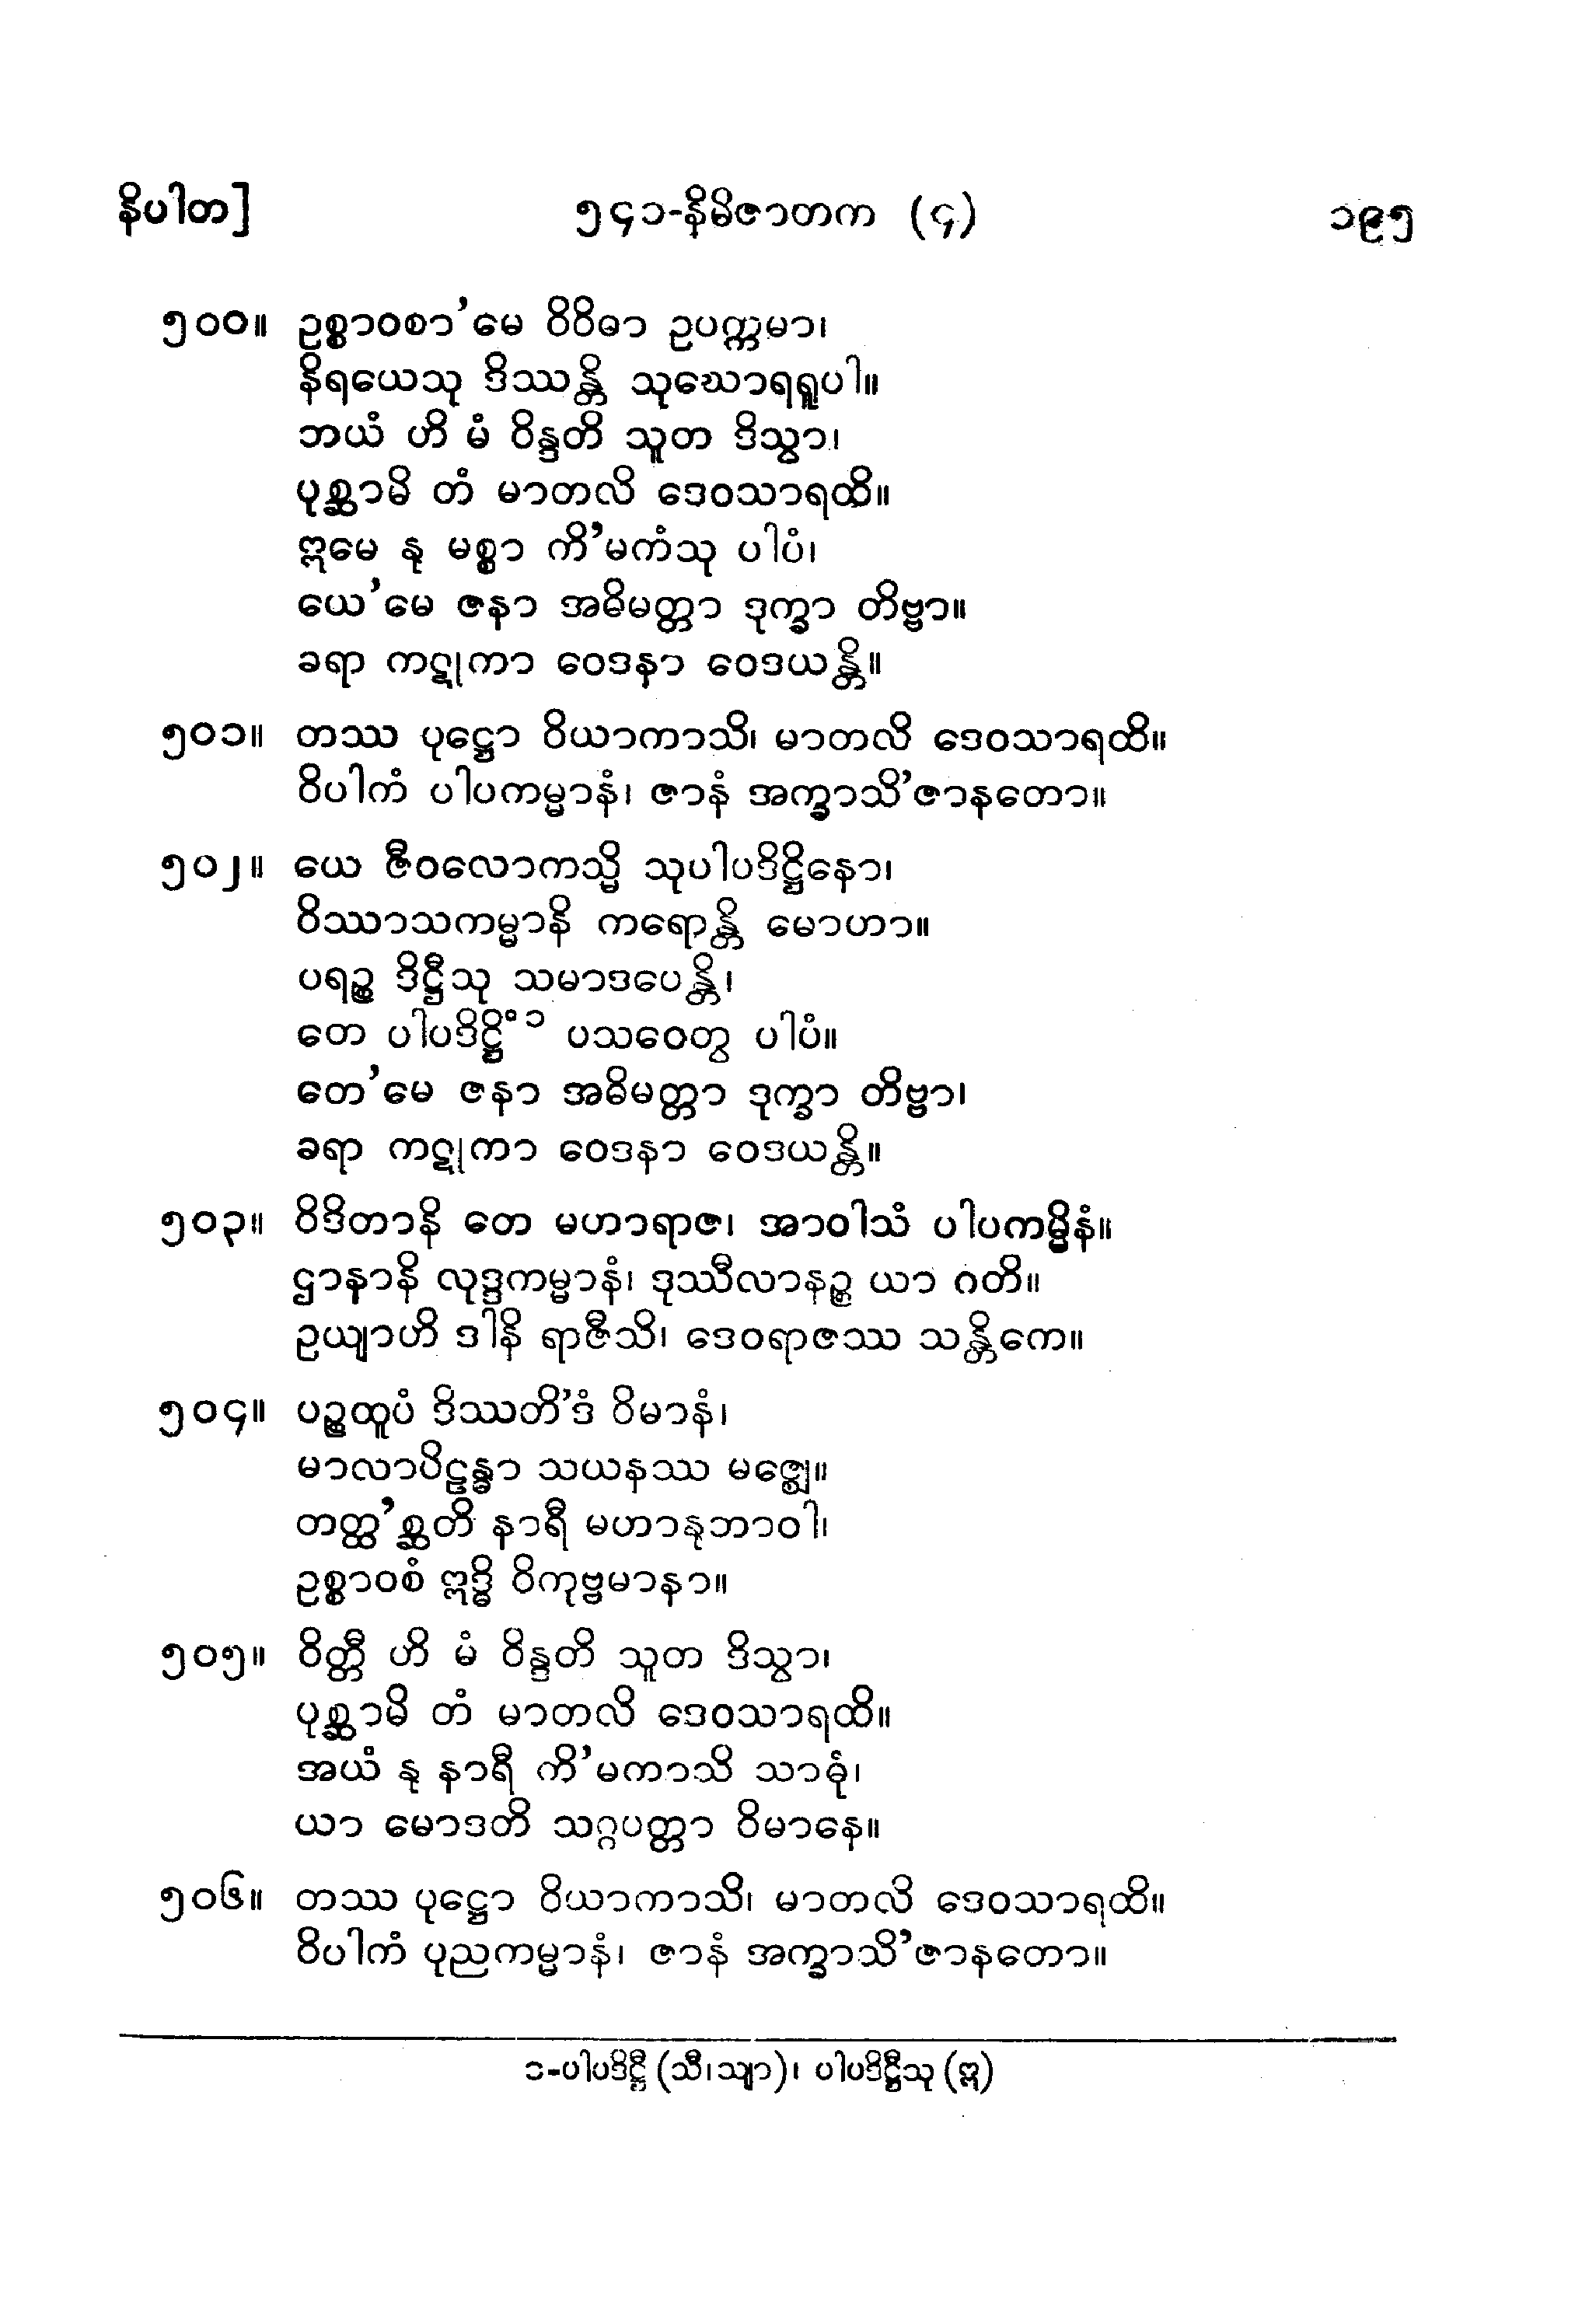 နိပါတ]
၅၄၁-နိမိဇာတက (၄)
၁၉၅
၅၀၀။ ဥစ္စာဝစာ’မေ ဝိဝိဓာ ဥပက္ကမာ၊
နိရယေသု ဒိဿန္တိ သုဃောရရူပါ။
ဘယံ ဟိ မံ ဝိန္ဒတိ သူတ ဒိသွာ၊
ပုစ္ဆာမိ တံ မာတလိ ဒေဝသာရထိ။
ဣမေ နု မစ္စာ ကိ’မကံသု ပါပံ၊
ယေ’မေ ဇနာ အဓိမတ္တာ ဒုက္ခာ တိဗ္ဗာ။
ခရာ ကဋုကာ ဝေဒနာ ဝေဒယန္တိ။
၅၀၁။ တဿ ပုဋ္ဌော ဝိယာကာသိ၊ မာတလိ ဒေဝသာရထိ။
ဝိပါကံ ပါပကမ္မာနံ၊ ဇာနံ အက္ခာသိ’ဇာနတော။
၅၀၂။ ယေ ဇီဝလောကသ္မိ သုပါပဒိဋ္ဌိနော၊
ဝိဿာသကမ္မာနိ ကရောန္တိ မောဟာ။
ပရဉ္စ ဒိဋ္ဌီသု သမာဒပေန္တိ၊
တေ ပါပဒိဋ္ဌိံ ၁ ပသဝေတွ ပါပံ။
တေ’မေ ဇနာ အဓိမတ္တာ ဒုက္ခာ တိဗ္ဗာ၊
ခရာ ကဋုကာ ဝေဒနာ ဝေဒယန္တိ။
၅၀၃။ ဝိဒိတာနိ တေ မဟာရာဇ၊ အာဝါသံ ပါပကမ္မိနံ။
ဌာနာနိ လုဒ္ဒကမ္မာနံ၊ ဒုဿီလာနဉ္စ ယာ ဂတိ။
ဥယျာဟိ ဒါနိ ရာဇီသိ၊ ဒေဝရာဇဿ သန္တိကေ။
၅၀၄။ ပဉ္စထူပံ ဒိဿတိ’ဒံ ဝိမာနံ၊
မာလာပိဠန္ဓာ သယနဿ မဇ္ဈေ။
တတ္ထ’စ္ဆတိ နာရီ မဟာနုဘာဝါ၊
ဥစ္စာဝစံ ဣဒ္ဓိ ဝိကုဗ္ဗမာနာ။
၅၀၅။ ဝိတ္တီ ဟိ မံ ဝိန္ဒတိ သူတ ဒိသွာ၊
ပုစ္ဆာမိ တံ မာတလိ ဒေဝသာရထိ။
အယံ နု နာရီ ကိ’မကာသိ သာဓုံ၊
ယာ မောဒတိ သဂ္ဂပတ္တာ ဝိမာနေ။
၅၀၆။ တဿ ပုဋ္ဌော ဝိယာကာသိ၊ မာတလိ ဒေဝသာရထိ။
ဝိပါကံ ပုညကမ္မာနံ၊ ဇာနံ အက္ခာသိ’ဇာနတော။
၁-ပါပဒိဋ္ဌီ (သီ၊သျာ)၊ ပါပဒိဋ္ဌီသု (ဣ)